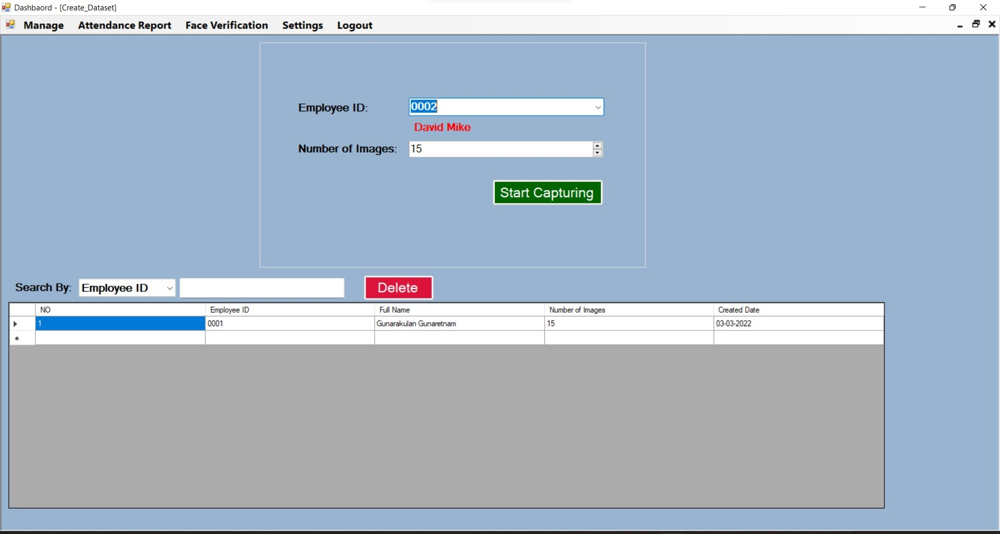 Dashbaord - [Create_Dataset]
Manage Attendance Report Face Verification Settings Logout
Employee ID: 0002
David Mike
Number of Images: 15
Start Capturing
Search By: Employee ID Delete
NO Employee ID Full Name Number of Images Created Date
1 0001 Gunarakulan Gunaretnam 15 03-03-2022